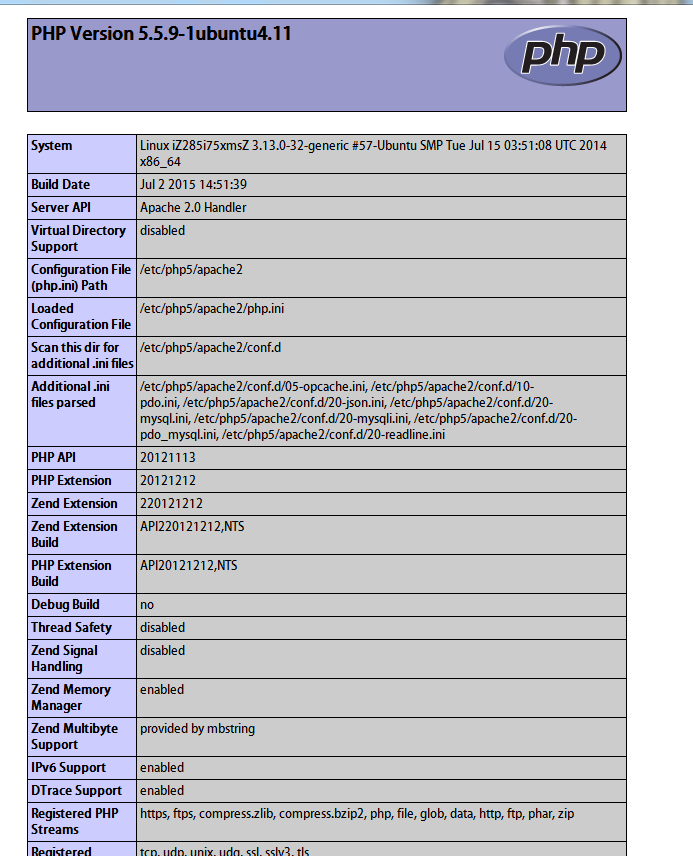 PHP Version 5.5.9-1ubuntu4.11
php
System
Linux iZ285i75xmsZ 3.13.0-32-generic #57-Ubuntu SMP Tue Jul 15 03:51:08 UTC 2014
x86_64
Build Date
Jul 2 2015 14:51:39
Server API
Apache 2.0 Handler
Virtual Directory
Support
disabled
Configuration File
(php.ini) Path
/etc/php5/apache2
Loaded
Configuration File
/etc/php5/apache2/php.ini
Scan this dir for
additional .ini files
/etc/php5/apache2/conf.d
Additional .ini
files parsed
/etc/php5/apache2/conf.d/05-opcache.ini, /etc/php5/apache2/conf.d/10-
pdo.ini, /etc/php5/apache2/conf.d/20-json.ini, /etc/php5/apache2/conf.d/20-
mysql.ini, /etc/php5/apache2/conf.d/20-mysqli.ini, /etc/php5/apache2/conf.d/20-
pdo_mysql.ini, /etc/php5/apache2/conf.d/20-readline.ini
PHP API
20121113
PHP Extension
20121212
Zend Extension
220121212
Zend Extension
Build
API220121212,NTS
PHP Extension
Build
API20121212,NTS
Debug Build
no
Thread Safety
disabled
Zend Signal
Handling
disabled
Zend Memory
Manager
enabled
Zend Multibyte
Support
provided by mbstring
IPv6 Support
enabled
DTrace Support
enabled
Registered PHP
Streams
https, ftps, compress.zlib, compress.bzip2, php, file, glob, data, http, ftp, phar, zip
Registered
tcp, udp, unix, udg, ssl, sslv3, tls